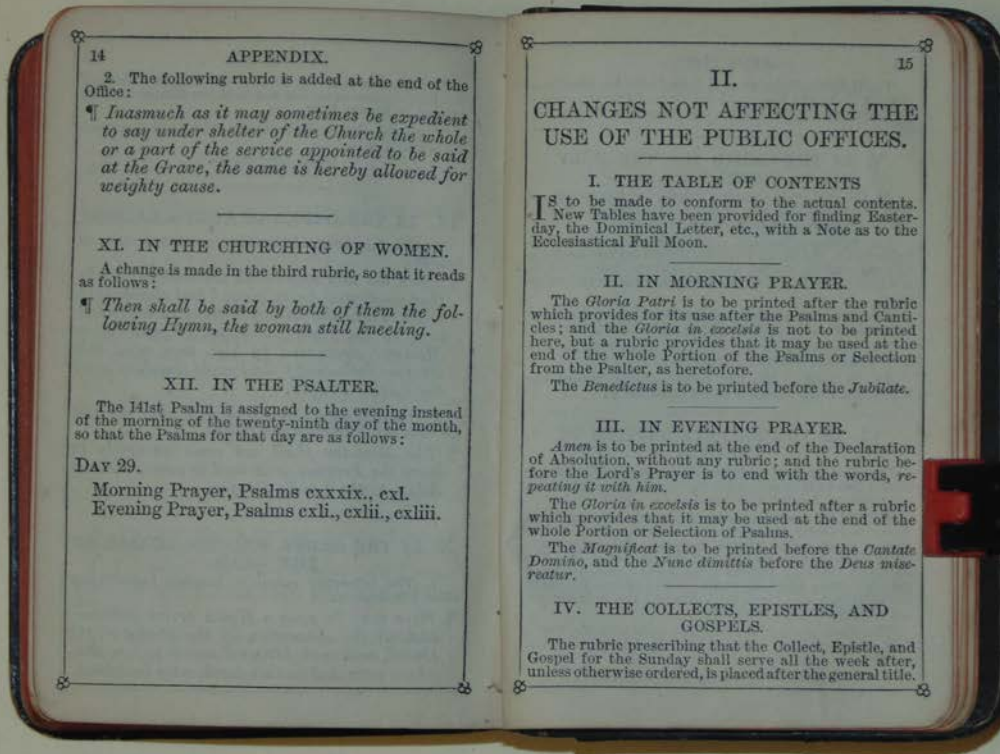 14 APPENDIX.
2. The following rubric is added at the end of the
Office:
¶ Inasmuch as it may sometimes be expedient
to say under shelter of the Church the whole
or a part of the service appointed to be said
at the Grave, the same is hereby allowed for
weighty cause.
XI. IN THE CHURCHING OF WOMEN.
A change is made in the third rubric, so that it reads
as follows:
¶ Then shall be said by both of them the fol-
lowing Hymn, the woman still kneeling.
XII. IN THE PSALTER.
The 141st Psalm is assigned to the evening instead
of the morning of the twenty-ninth day of the month,
so that the Psalms for that day are as follows:
DAY 29.
Morning Prayer, Psalms cxxxix., cxl.
Evening Prayer, Psalms cxli., cxlii., cxliii.
15
II.
CHANGES NOT AFFECTING THE
USE OF THE PUBLIC OFFICES.
I. THE TABLE OF CONTENTS
IS to be made to conform to the actual contents.
New Tables have been provided for finding Easter-
day, the Dominical Letter, etc., with a Note as to the
Ecclesiastical Full Moon.
II. IN MORNING PRAYER.
The Gloria Patri is to be printed after the rubric
which provides for its use after the Psalms and Canti-
cles; and the Gloria in excelsis is not to be printed
here, but a rubric provides that it may be used at the
end of the whole Portion of the Psalms or Selection
from the Psalter, as heretofore.
The Benedictus is to be printed before the Jubilate.
III. IN EVENING PRAYER.
Amen is to be printed at the end of the Declaration
of Absolution, without any rubric; and the rubric be-
fore the Lord's Prayer is to end with the words, re-
peating it with him.
The Gloria in excelsis is to be printed after a rubric
which provides that it may be used at the end of the
whole Portion or Selection of Psalms.
The Magnificat is to be printed before the Cantate
Domino, and the Nunc dimittis before the Deus mise-
reatur.
IV. THE COLLECTS, EPISTLES, AND
GOSPELS.
The rubric prescribing that the Collect, Epistle, and
Gospel for the Sunday shall serve all the week after,
unless otherwise ordered, is placed after the general title.